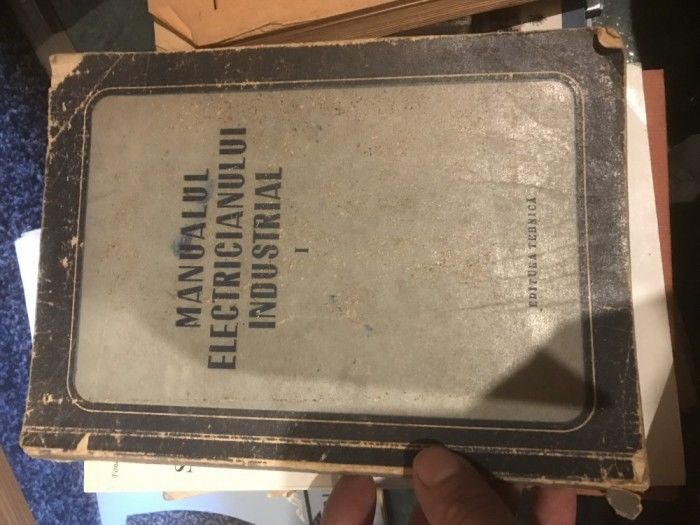 MANUALUL
ELECTRICIANULUI
INDUSTRIAL
I
EDITURA TEHNICĂ